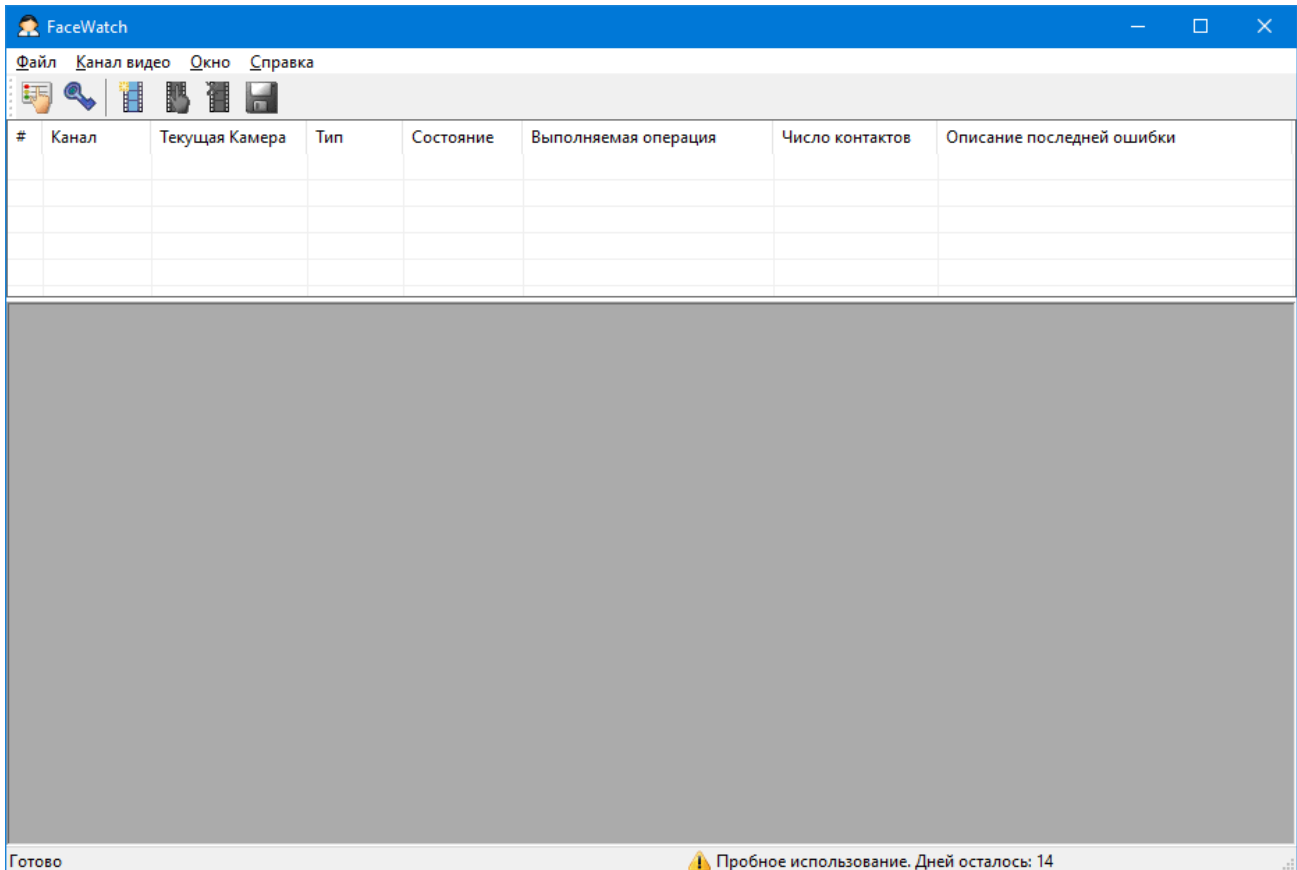 FaceWatch
Файл Канал видео Окно Справка
# Канал Текущая Камера Тип Состояние Выполняемая операция Число контактов Описание последней ошибки
Готово Пробное использование. Дней осталось: 14